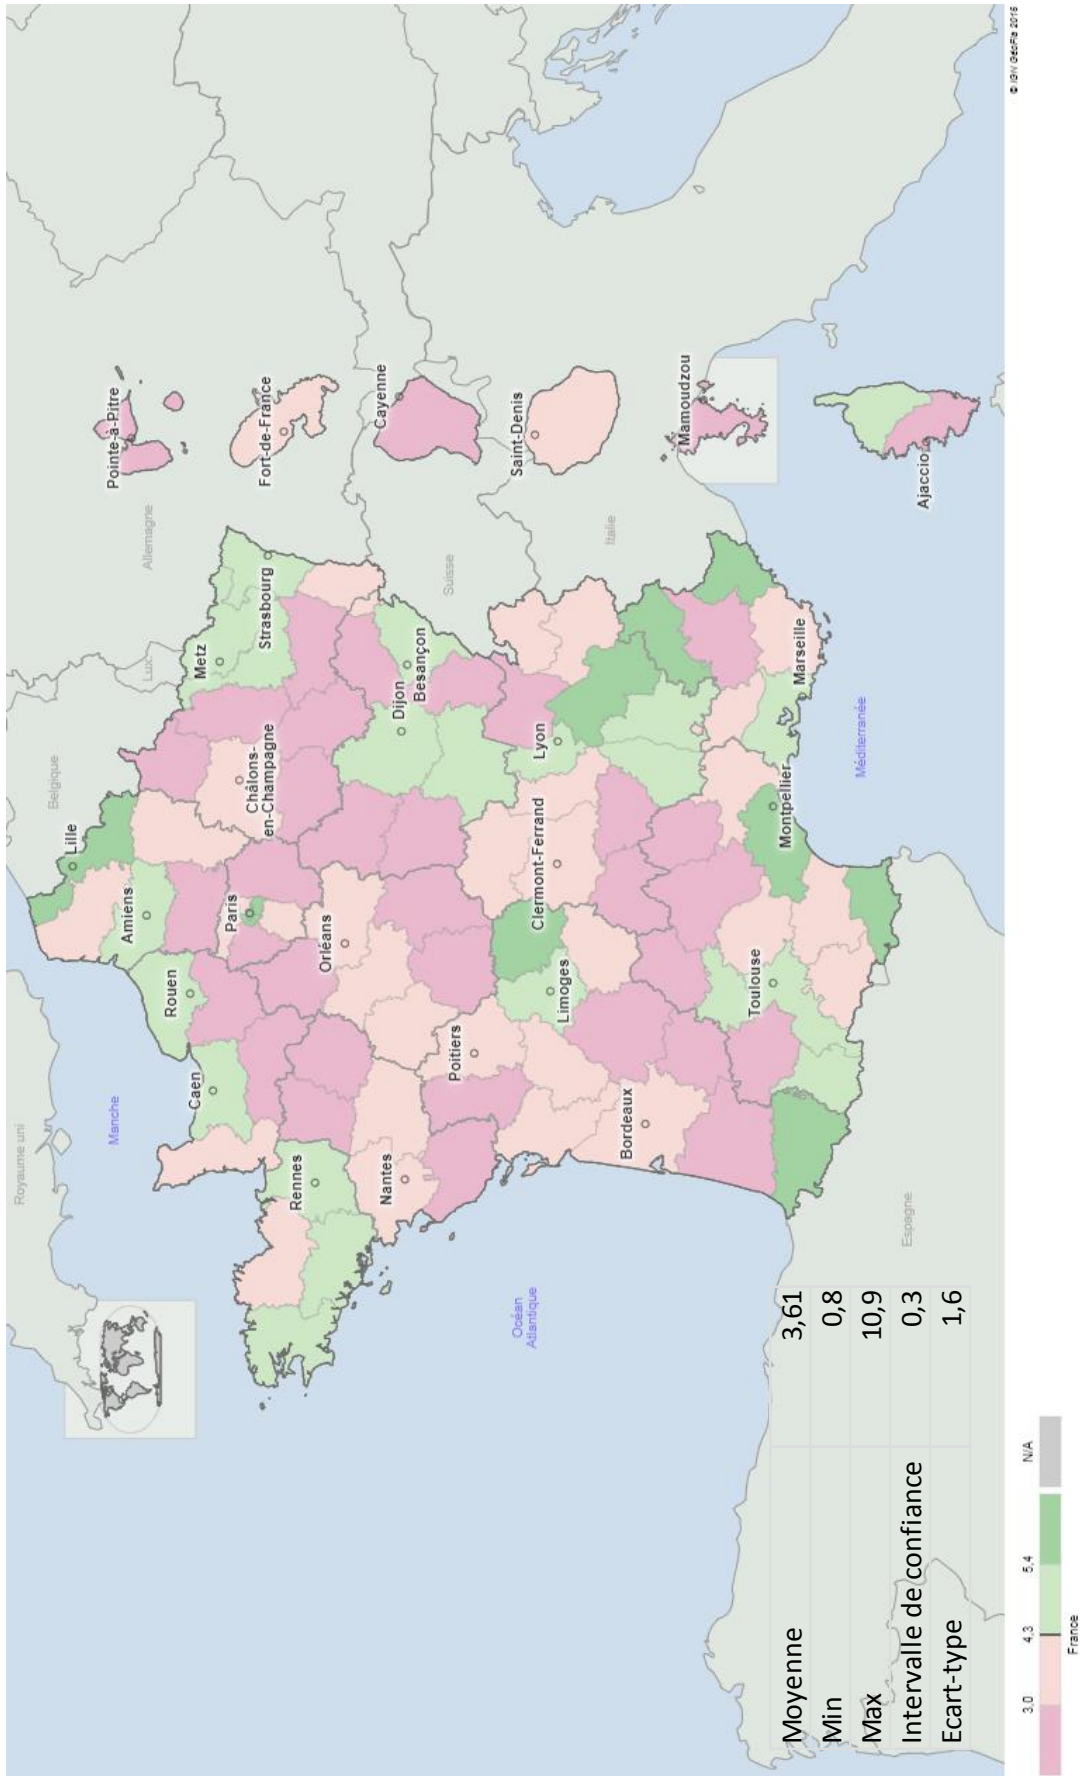 Royaume uni
Manche
Belgique
Lux.
Allemagne
Suisse
Italie
Espagne
Océan
Atlantique
Méditerranée
Lille
Amiens
Rouen
Caen
Paris
Metz
Strasbourg
Châlons-
en-Champagne
Rennes
Orléans
Nantes
Dijon
Besançon
Poitiers
Limoges
Clermont-Ferrand
Lyon
Bordeaux
Toulouse
Montpellier
Marseille
Ajaccio
Pointe-à-Pitre
Fort-de-France
Cayenne
Saint-Denis
Mamoudzou
Moyenne 3,61
Min 0,8
Max 10,9
Intervalle de confiance 0,3
Ecart-type 1,6
3,0 4,3 5,4 N/A
France
© IGN GéoFla 2015